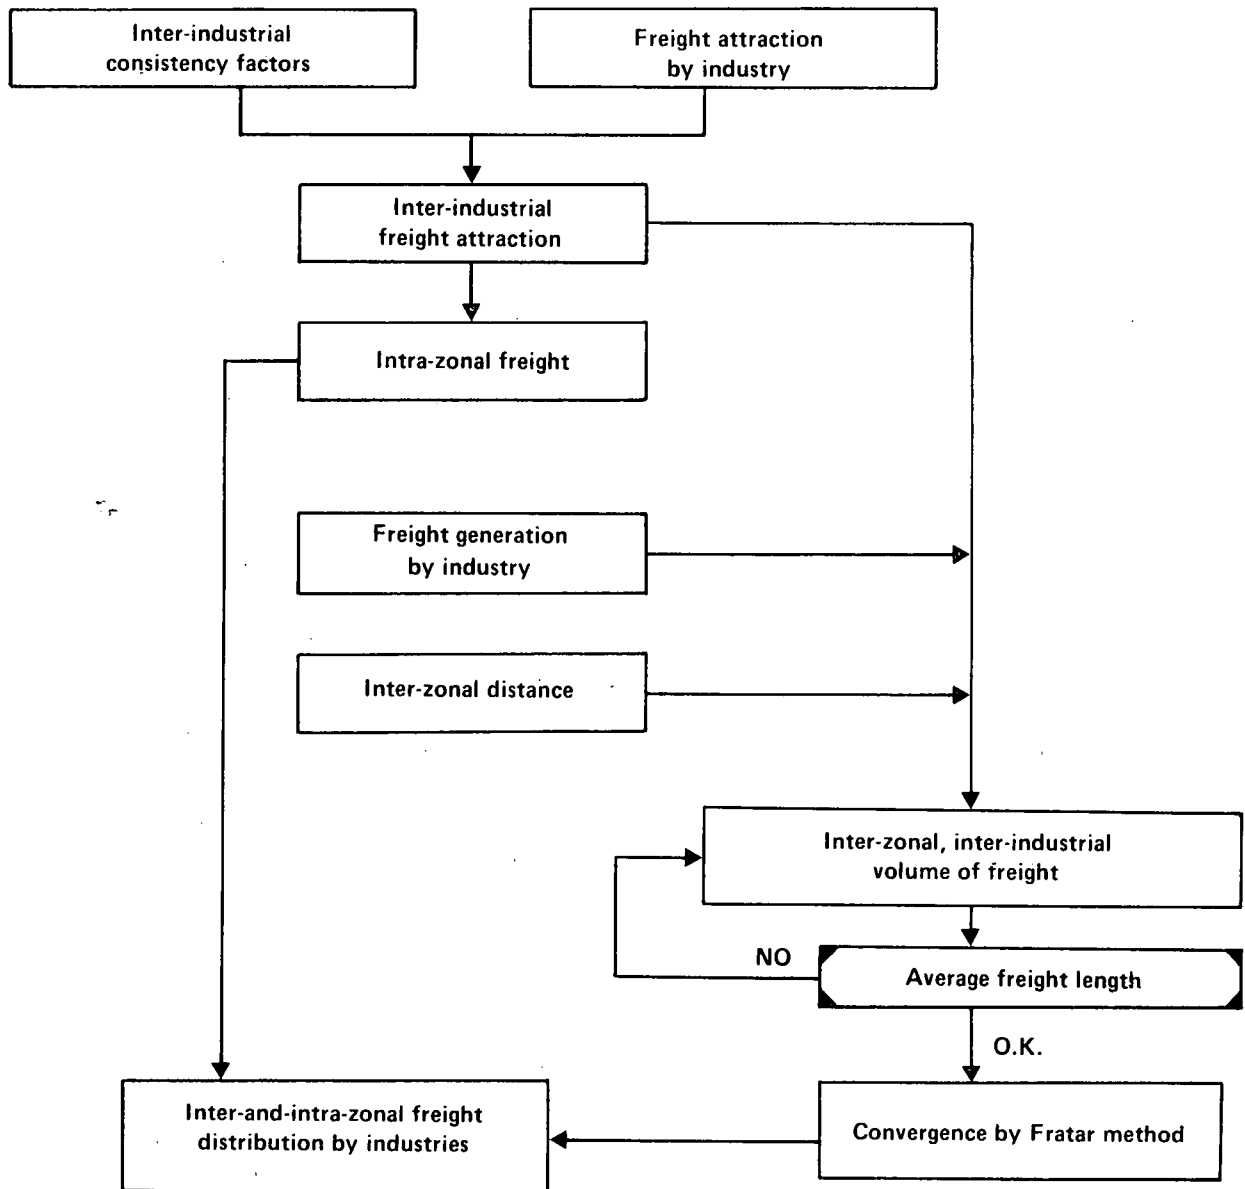 Inter-industrial
consistency factors
Freight attraction
by industry
Inter-industrial
freight attraction
Intra-zonal freight
Freight generation
by industry
Inter-zonal distance
Inter-zonal, inter-industrial
volume of freight
NO
Average freight length
O.K.
Inter-and-intra-zonal freight
distribution by industries
Convergence by Fratar method